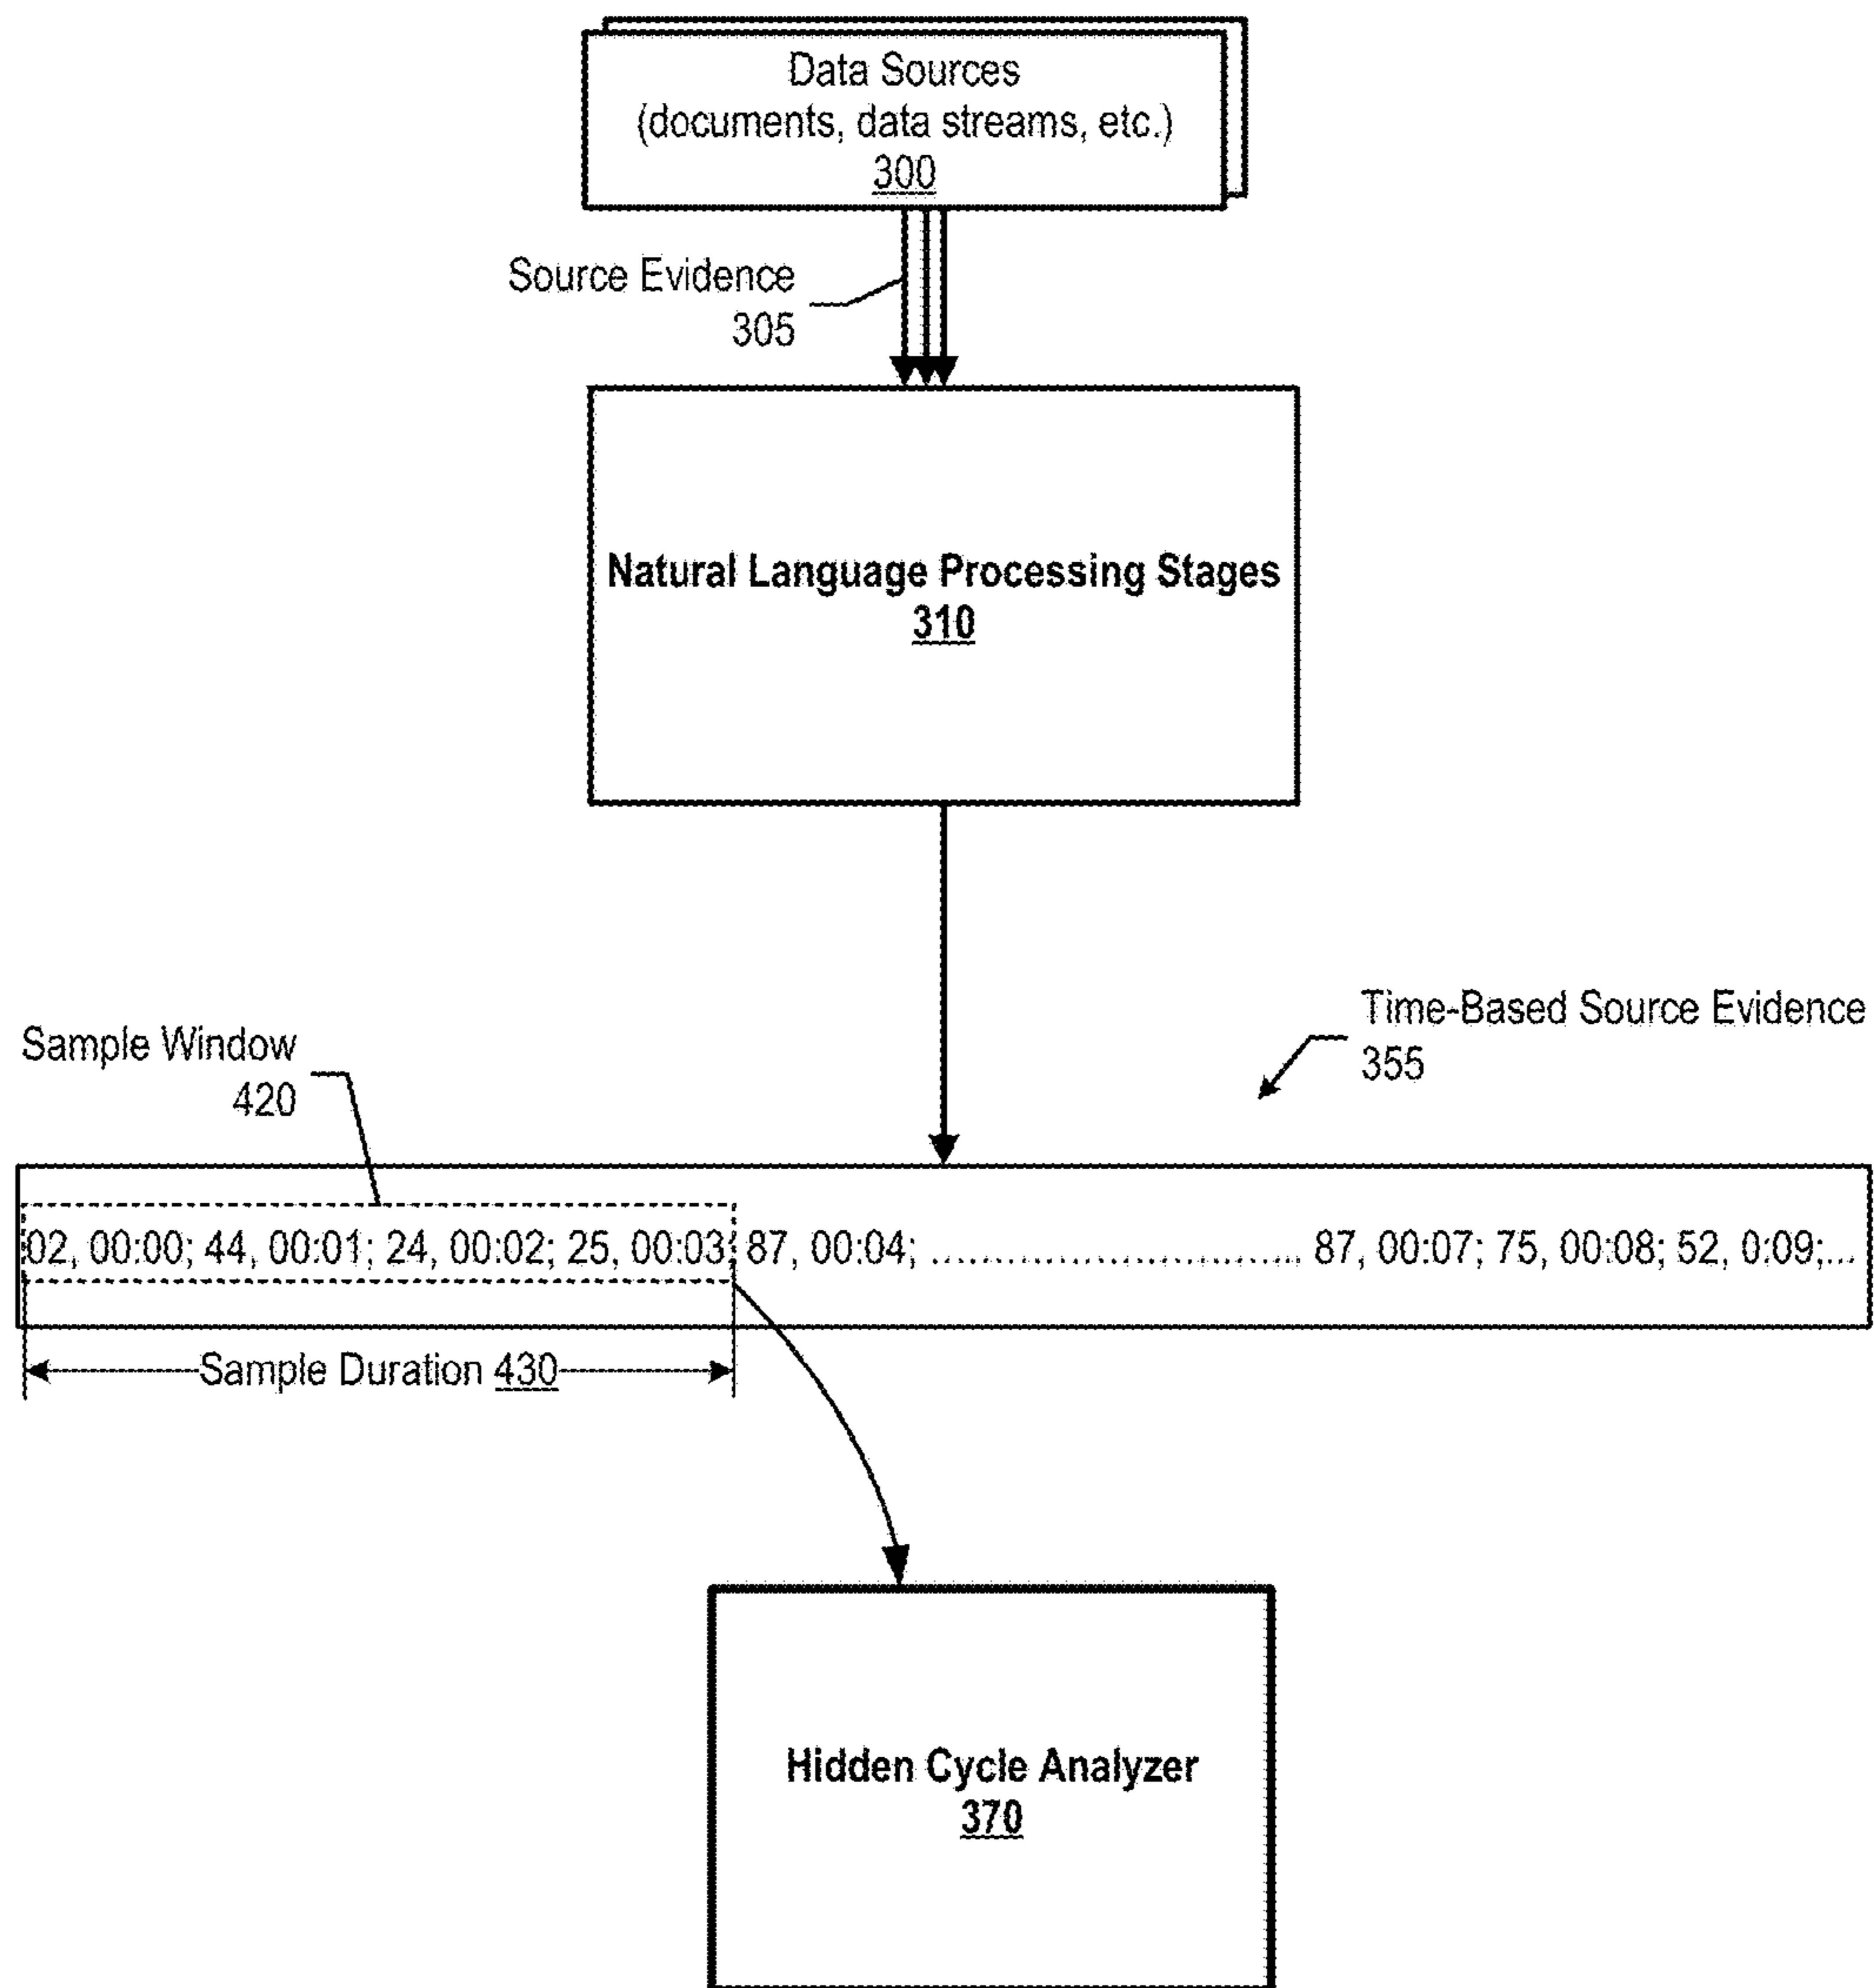 Data Sources
(documents, data streams, etc.)
300
Source Evidence
305
Natural Language Processing Stages
310
Time-Based Source Evidence
355
Sample Window
420
02, 00:00; 44, 00:01; 24, 00:02; 25, 00:03; 87, 00:04; ............................ 87, 00:07; 75, 00:08; 52, 0:09;...
Sample Duration 430
Hidden Cycle Analyzer
370